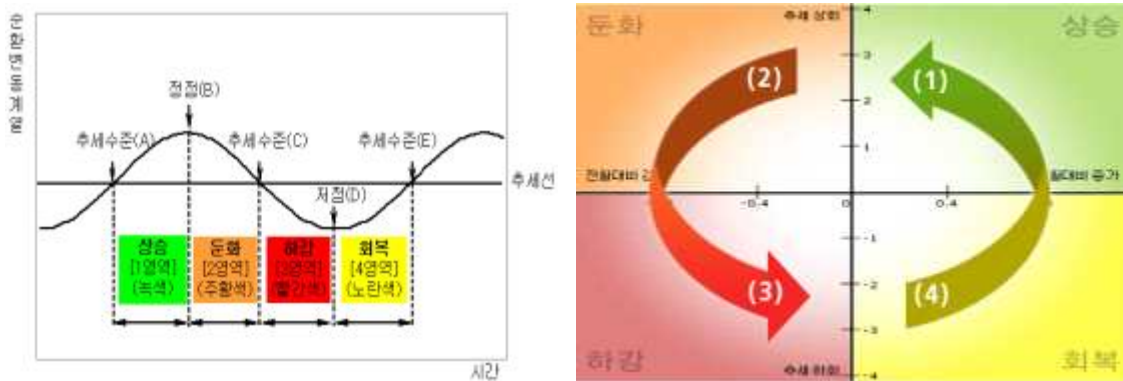 순환변동계열
정점(B)
추세수준(A)
추세수준(C)
추세수준(E)
추세선
저점(D)
상승
[1영역]
(녹색)
둔화
[2영역]
(주황색)
하강
[3영역]
(빨간색)
회복
[4영역]
(노란색)
시간
둔화
추세 상회
4
상승
3
(2)
(1)
2
1
전월대비 감
월대비 증가
-0.4
0
0.4
-1
(3)
-2
(4)
-3
하강
추세 하회
-4
회복